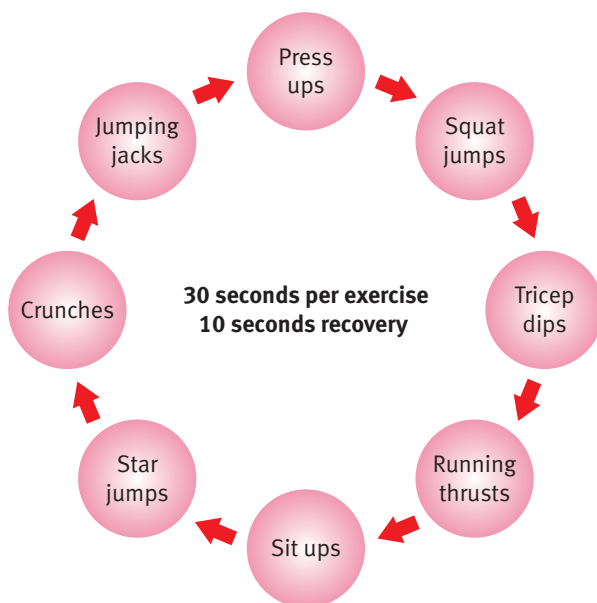 Press
ups
Squat
jumps
Tricep
dips
Running
thrusts
Sit ups
Star
jumps
Crunches
Jumping
jacks
30 seconds per exercise
10 seconds recovery